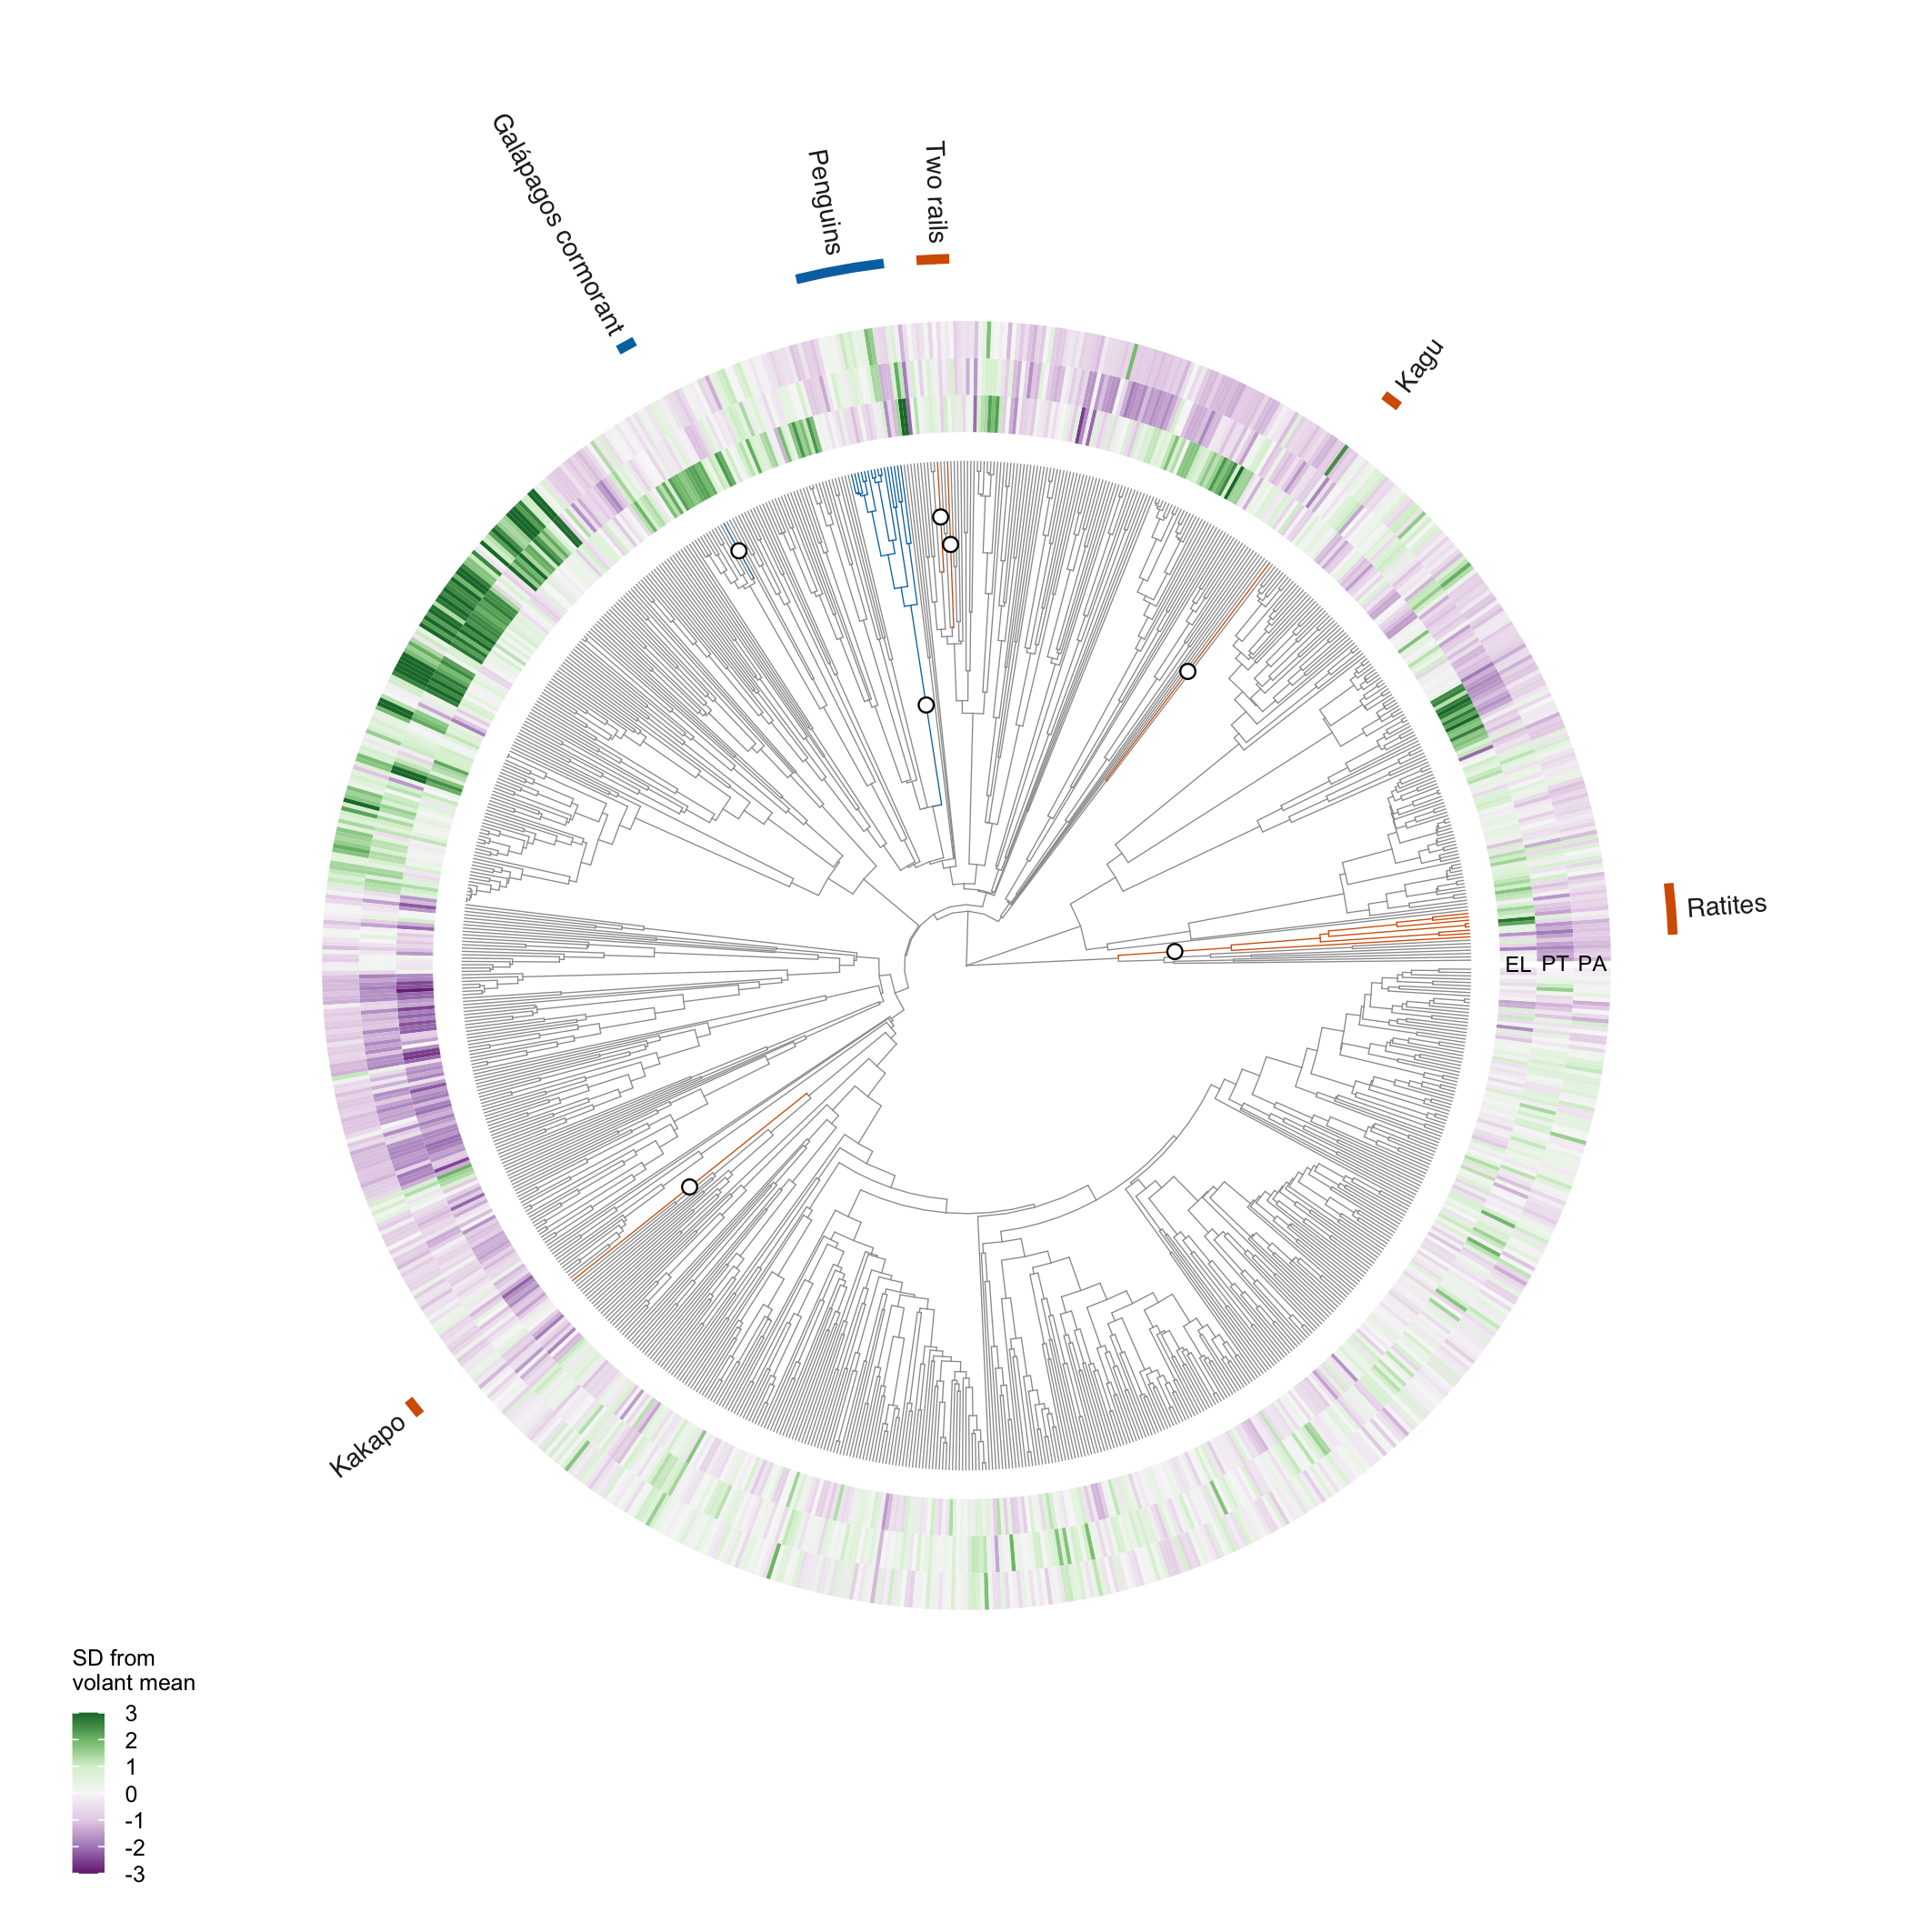 Galápagos cormorant
Penguins
Two rails
Kagu
Ratites
EL PT PA
Kakapo
SD from
volant mean
3
2
1
0
-1
-2
-3